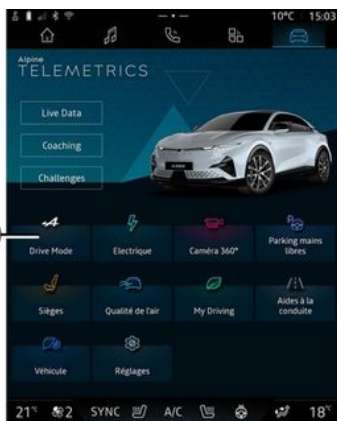 10°C 15:03
Alpine
TELEMETRICS
Live Data
Coaching
Challenges
Drive Mode
Electrique
Caméra 360°
Parking mains
libres
Sièges
Qualité de l'air
My Driving
Aides à la
conduite
Véhicule
Réglages
21°C 2 SYNC A/C 18°C